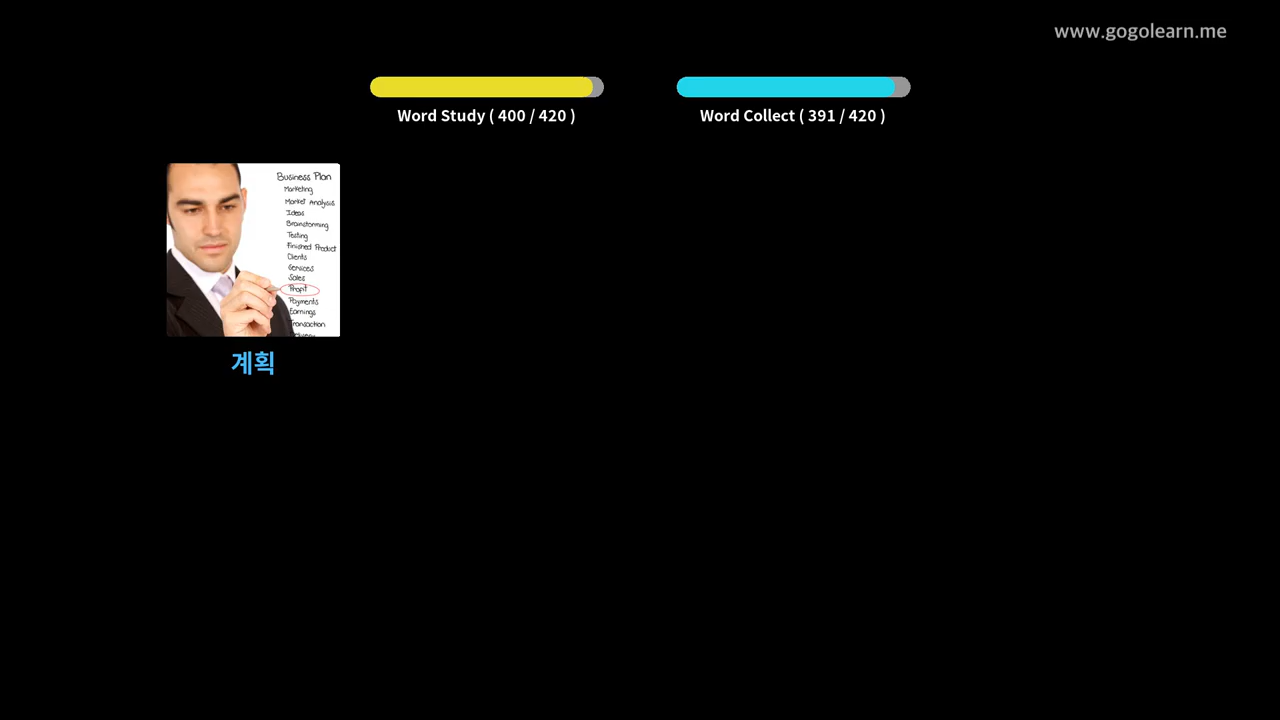 www.gogolearn.me
Word Study ( 400 / 420 )
Word Collect ( 391 / 420 )
Business Plan
Marketing
Market Analysis
Ideas
Brainstorming
Testing
Finished Product
Clients
Services
Sales
Profit
Payments
Earnings
Transaction
계획